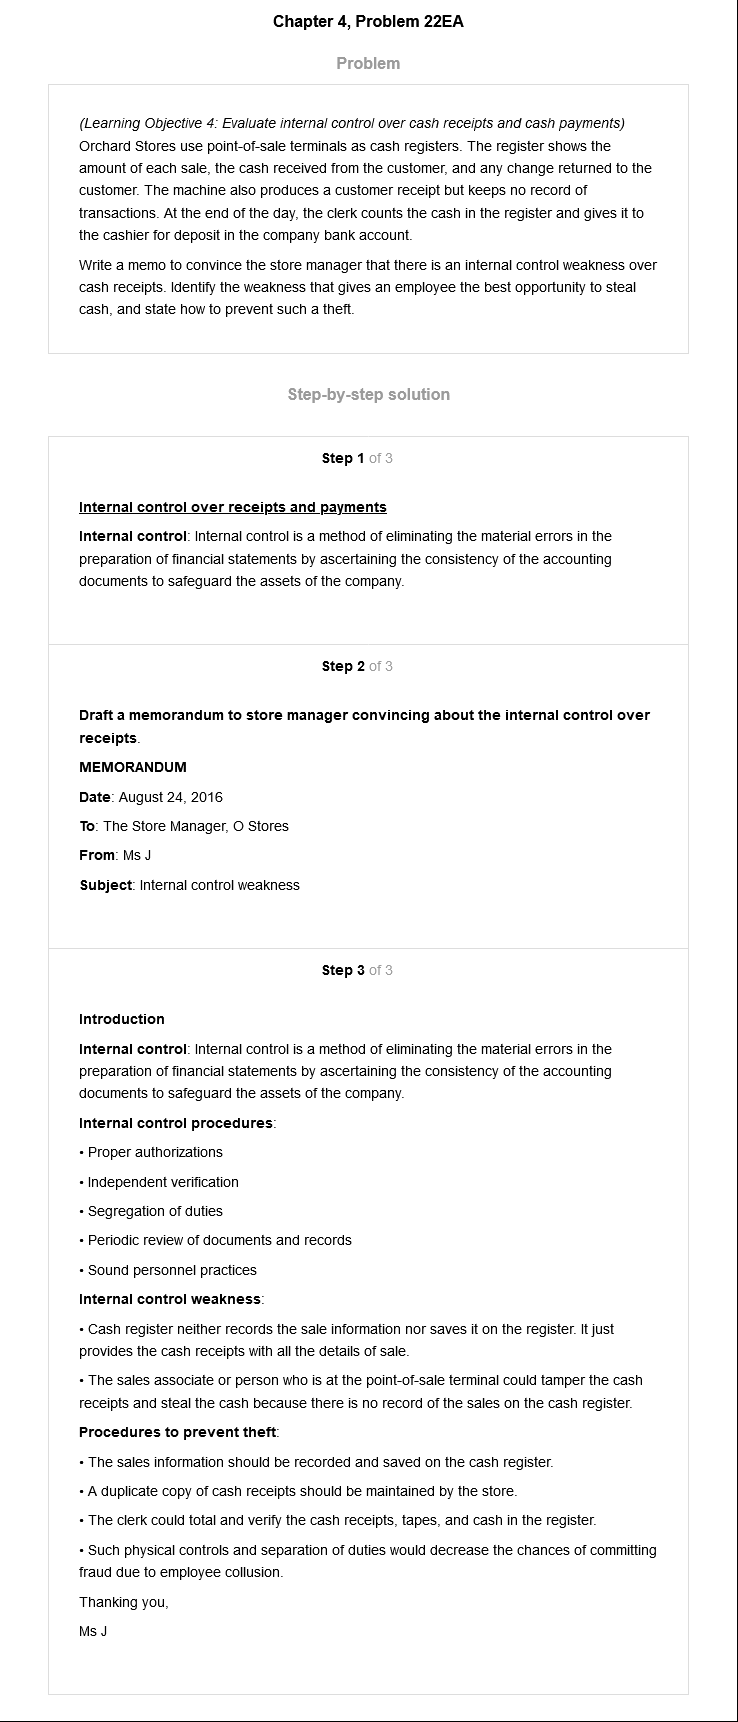 Chapter 4, Problem 22EA
Problem
(Learning Objective 4: Evaluate internal control over cash receipts and cash payments)
Orchard Stores use point-of-sale terminals as cash registers. The register shows the
amount of each sale, the cash received from the customer, and any change returned to the
customer. The machine also produces a customer receipt but keeps no record of
transactions. At the end of the day, the clerk counts the cash in the register and gives it to
the cashier for deposit in the company bank account.
Write a memo to convince the store manager that there is an internal control weakness over
cash receipts. Identify the weakness that gives an employee the best opportunity to steal
cash, and state how to prevent such a theft.
Step-by-step solution
Step 1 of 3
Internal control over receipts and payments
Internal control: Internal control is a method of eliminating the material errors in the
preparation of financial statements by ascertaining the consistency of the accounting
documents to safeguard the assets of the company.
Step 2 of 3
Draft a memorandum to store manager convincing about the internal control over
receipts.
MEMORANDUM
Date: August 24, 2016
To: The Store Manager, O Stores
From: Ms J
Subject: Internal control weakness
Step 3 of 3
Introduction
Internal control: Internal control is a method of eliminating the material errors in the
preparation of financial statements by ascertaining the consistency of the accounting
documents to safeguard the assets of the company.
Internal control procedures:
• Proper authorizations
• Independent verification
• Segregation of duties
• Periodic review of documents and records
• Sound personnel practices
Internal control weakness:
• Cash register neither records the sale information nor saves it on the register. It just
provides the cash receipts with all the details of sale.
• The sales associate or person who is at the point-of-sale terminal could tamper the cash
receipts and steal the cash because there is no record of the sales on the cash register.
Procedures to prevent theft:
• The sales information should be recorded and saved on the cash register.
• A duplicate copy of cash receipts should be maintained by the store.
• The clerk could total and verify the cash receipts, tapes, and cash in the register.
• Such physical controls and separation of duties would decrease the chances of committing
fraud due to employee collusion.
Thanking you,
Ms J